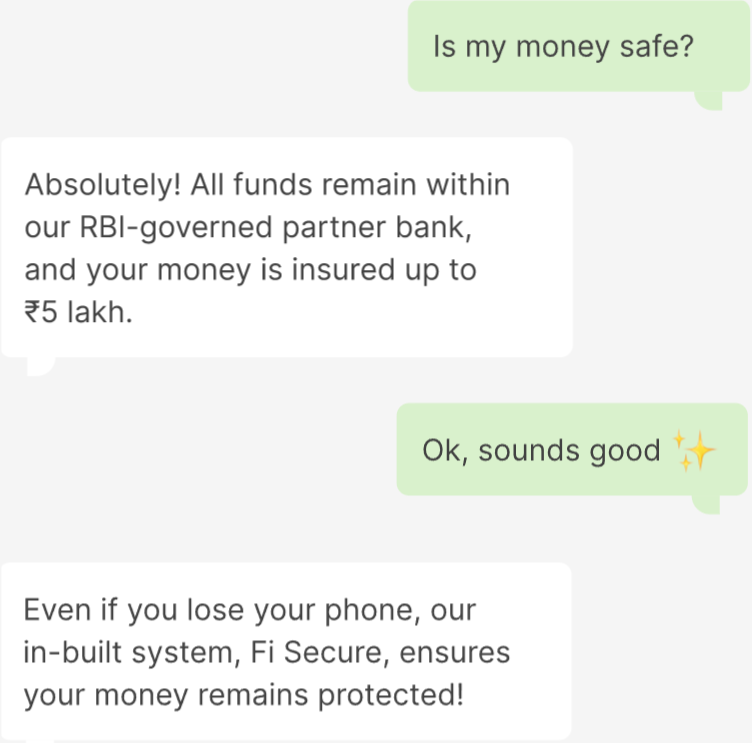 Is my money safe?
Absolutely! All funds remain within
our RBI-governed partner bank,
and your money is insured up to
₹5 lakh.
Ok, sounds good ✨
Even if you lose your phone, our
in-built system, Fi Secure, ensures
your money remains protected!